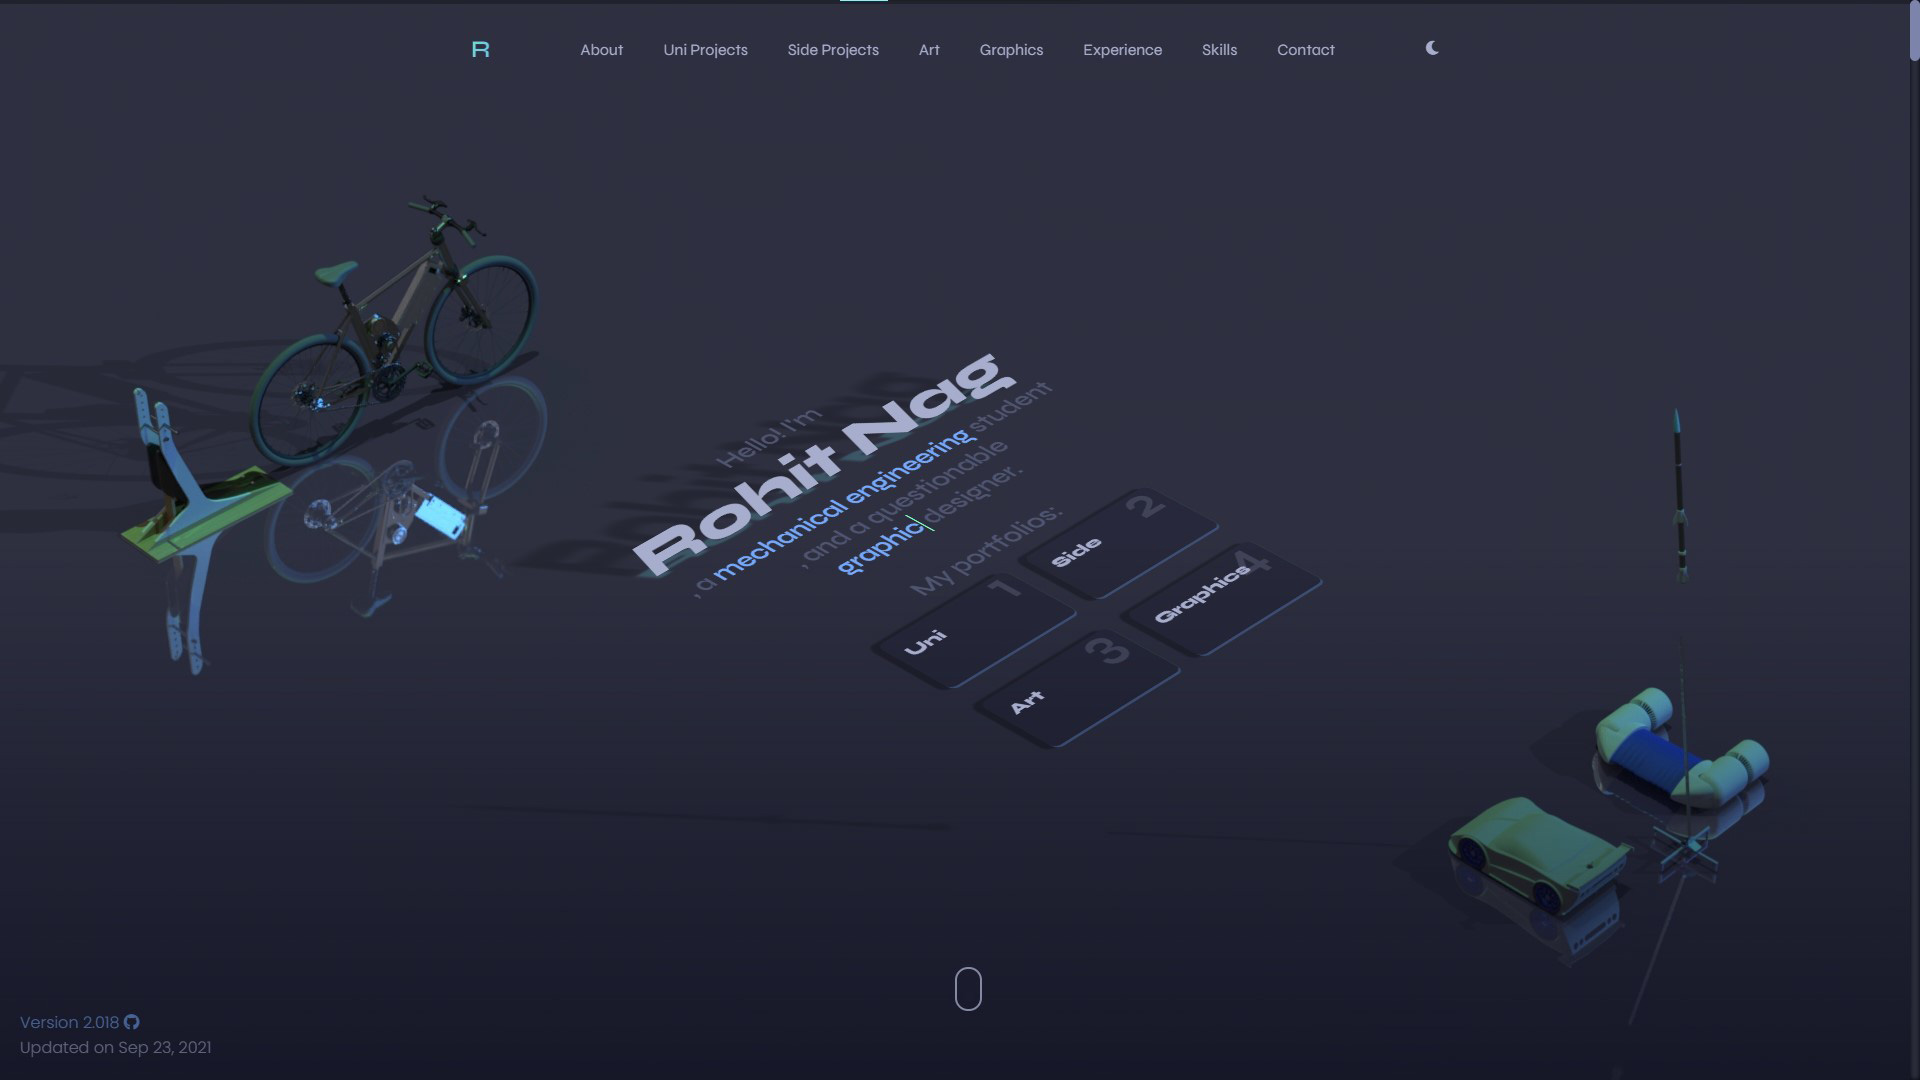 R
About Uni Projects Side Projects Art Graphics Experience Skills Contact
Hello! I'm
Rohit Nag
, a mechanical engineering student
, and a questionable
graphic designer.
My portfolios:
Uni 1
Side 2
Art 3
Graphics 4
Version 2.018
Updated on Sep 23, 2021